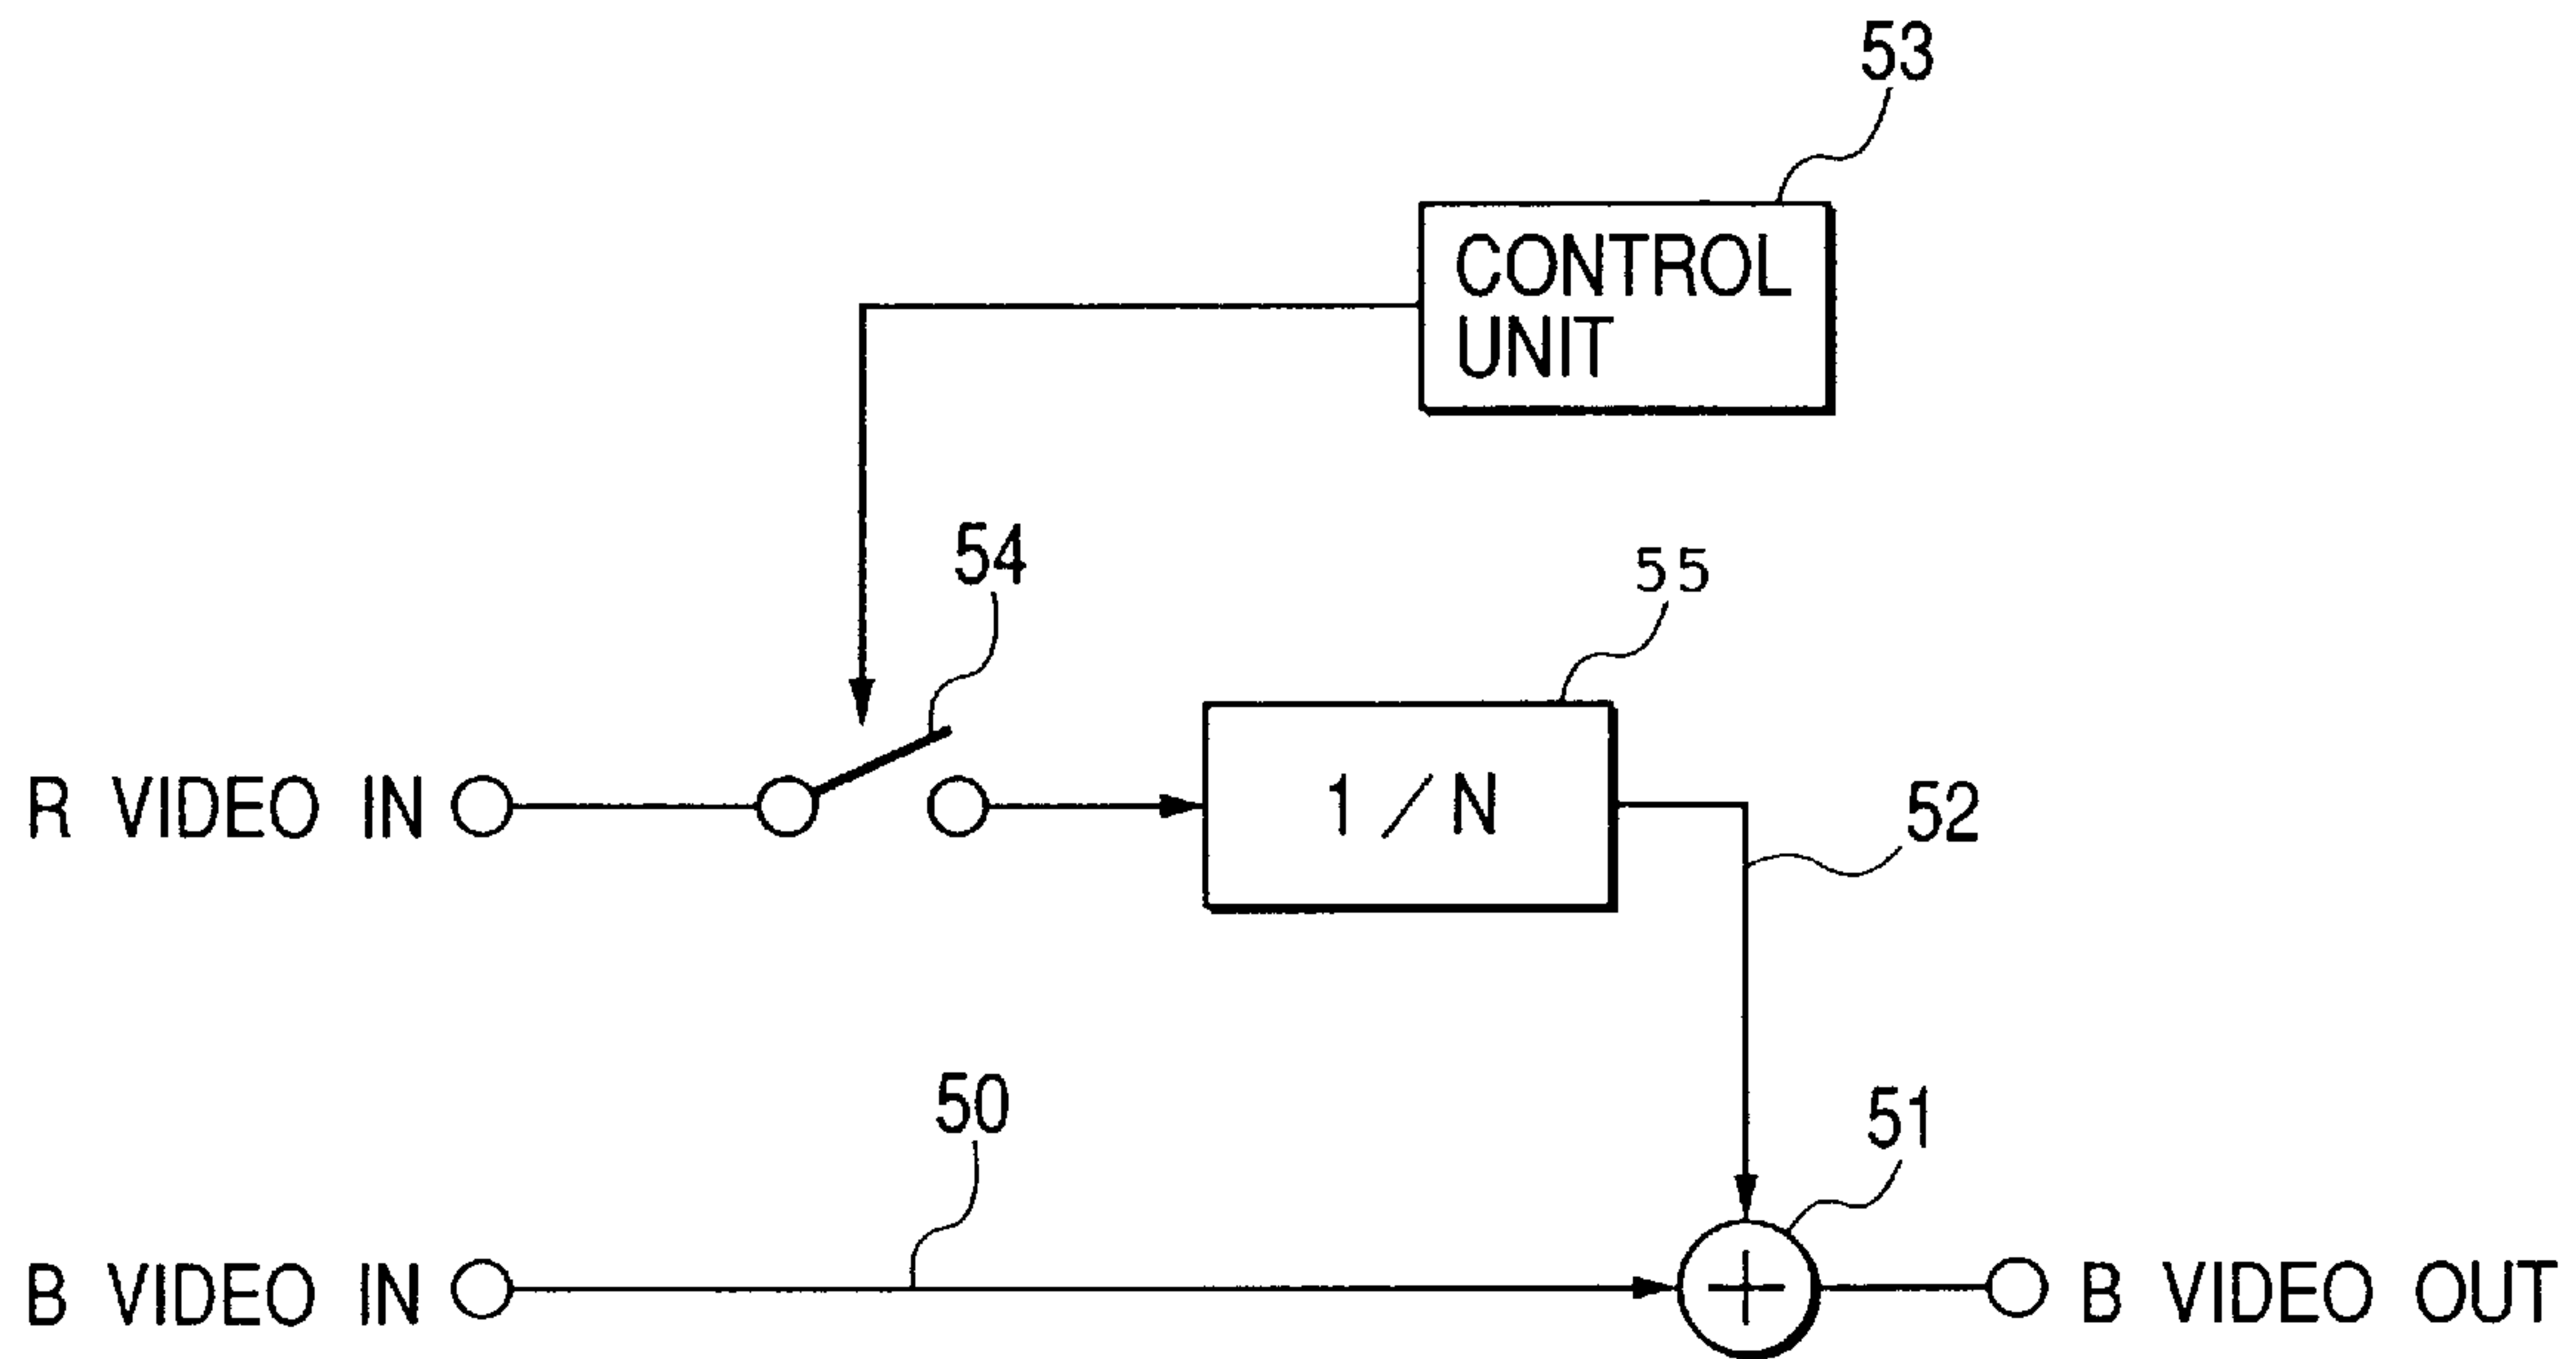 53
CONTROL
UNIT
54
55
R VIDEO IN
1/N
52
50
51
B VIDEO IN
B VIDEO OUT